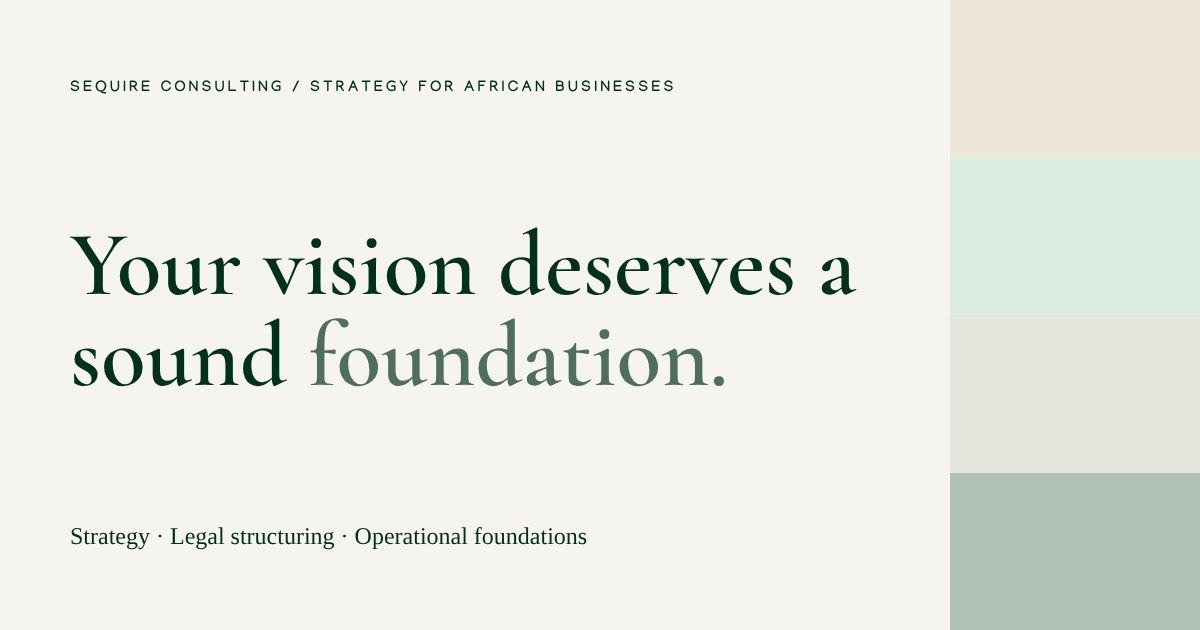 SEQUIRE CONSULTING / STRATEGY FOR AFRICAN BUSINESSES
Your vision deserves a
sound foundation.
Strategy · Legal structuring · Operational foundations